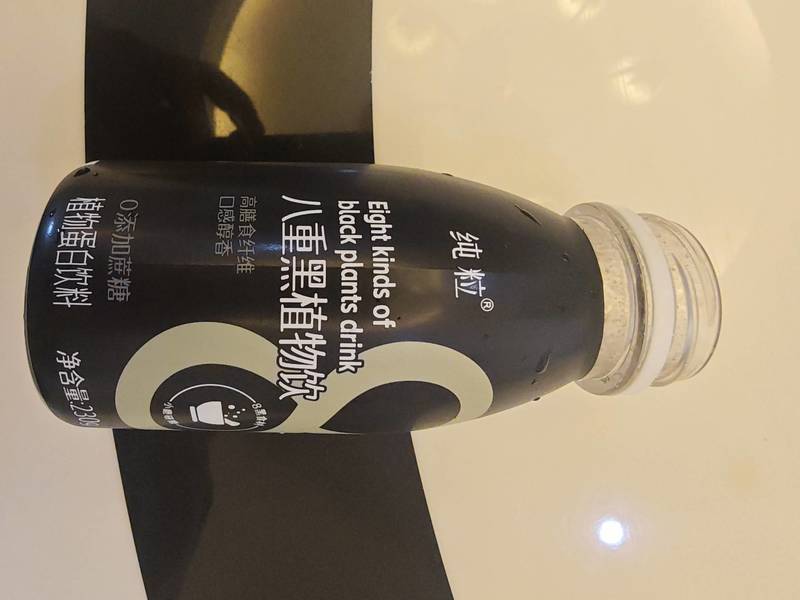 纯粒®
Eight kinds of
black plants drink
八重黑植物饮
高膳食纤维
口感醇香
0添加蔗糖
植物蛋白饮料
净含量:230g